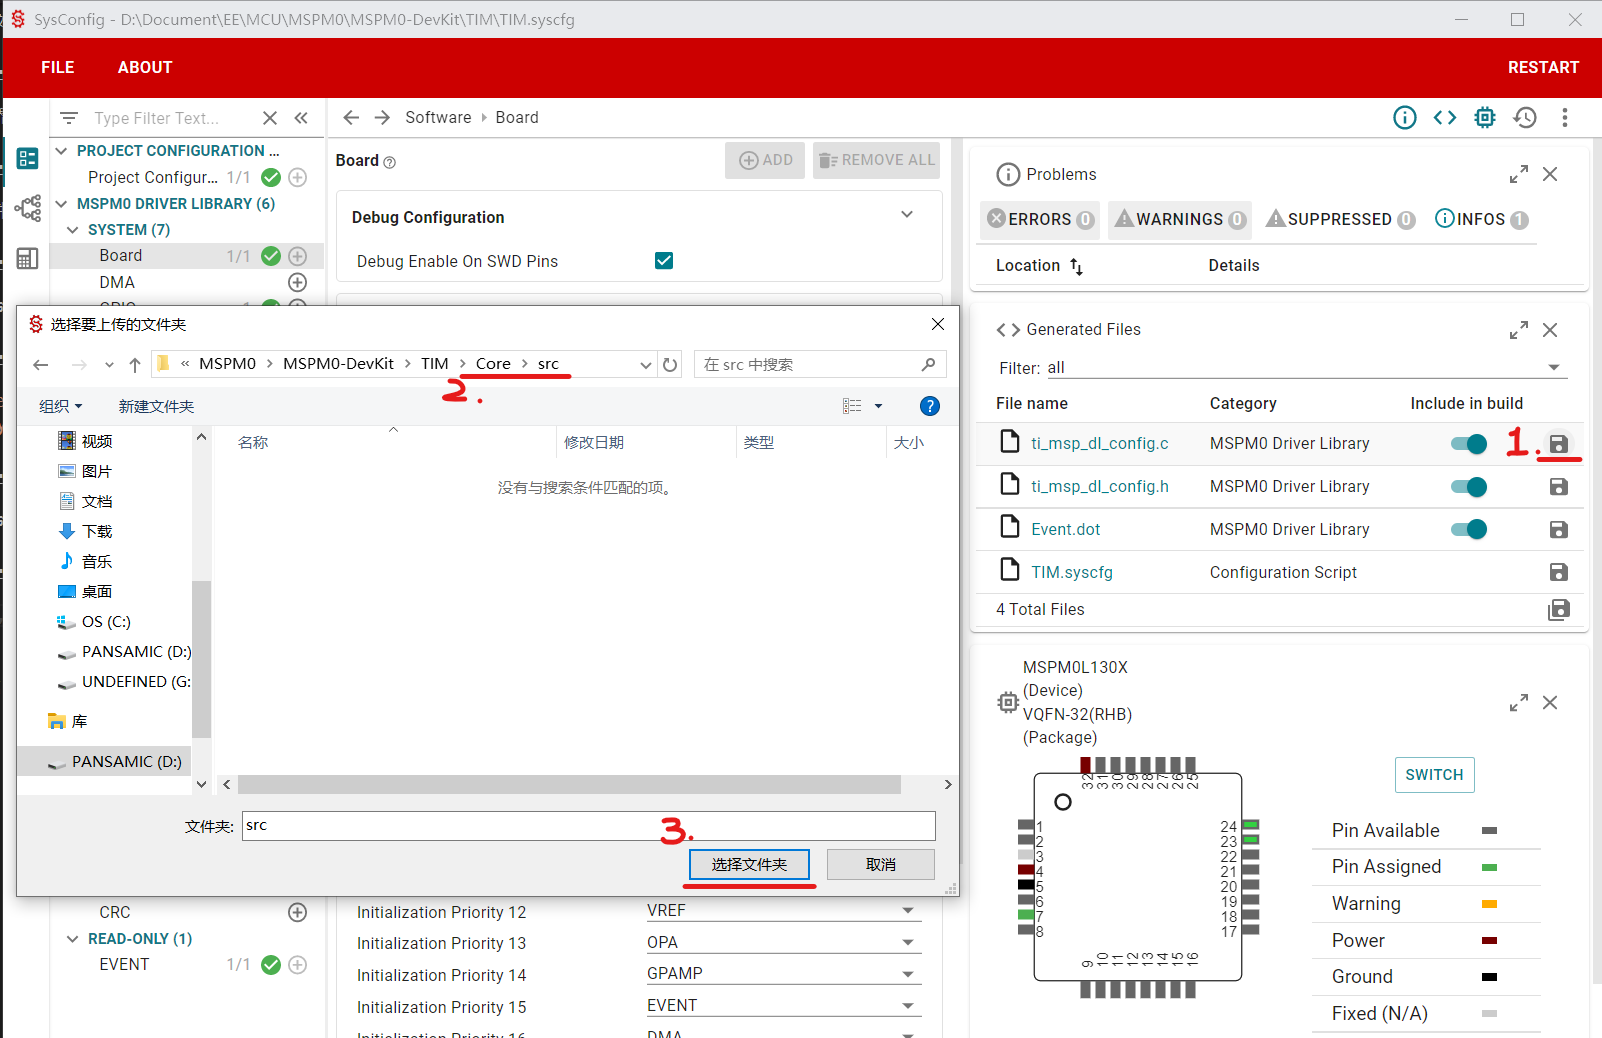 SysConfig - D:\Document\EE\MCU\MSPM0\MSPM0-DevKit\TIM\TIM.syscfg
FILE ABOUT RESTART
Type Filter Text...
Software Board
PROJECT CONFIGURATION ...
Project Configur... 1/1
MSPM0 DRIVER LIBRARY (6)
SYSTEM (7)
Board 1/1
DMA
Board
ADD
REMOVE ALL
Debug Configuration
Debug Enable On SWD Pins
选择要上传的文件夹
« MSPM0 MSPM0-DevKit TIM Core src
在 src 中搜索
2.
组织 新建文件夹
视频
图片
文档
下载
音乐
桌面
OS (C:)
PANSAMIC (D:)
UNDEFINED (G:
库
PANSAMIC (D:)
名称 修改日期 类型 大小
没有与搜索条件匹配的项。
文件夹: src
3.
选择文件夹 取消
CRC
READ-ONLY (1)
EVENT 1/1
Initialization Priority 12 VREF
Initialization Priority 13 OPA
Initialization Priority 14 GPAMP
Initialization Priority 15 EVENT
Initialization Priority 16 DMA
Problems
ERRORS 0 WARNINGS 0 SUPPRESSED 0 INFOS 1
Location Details
Generated Files
Filter: all
File name Category Include in build
ti_msp_dl_config.c MSPM0 Driver Library
1.
ti_msp_dl_config.h MSPM0 Driver Library
Event.dot MSPM0 Driver Library
TIM.syscfg Configuration Script
4 Total Files
MSPM0L130X
(Device)
VQFN-32(RHB)
(Package)
SWITCH
32 31 30 29 28 27 26 25
1 24
2 23
3 22
4 21
5 20
6 19
7 18
8 17
9 10 11 12 13 14 15 16
Pin Available
Pin Assigned
Warning
Power
Ground
Fixed (N/A)